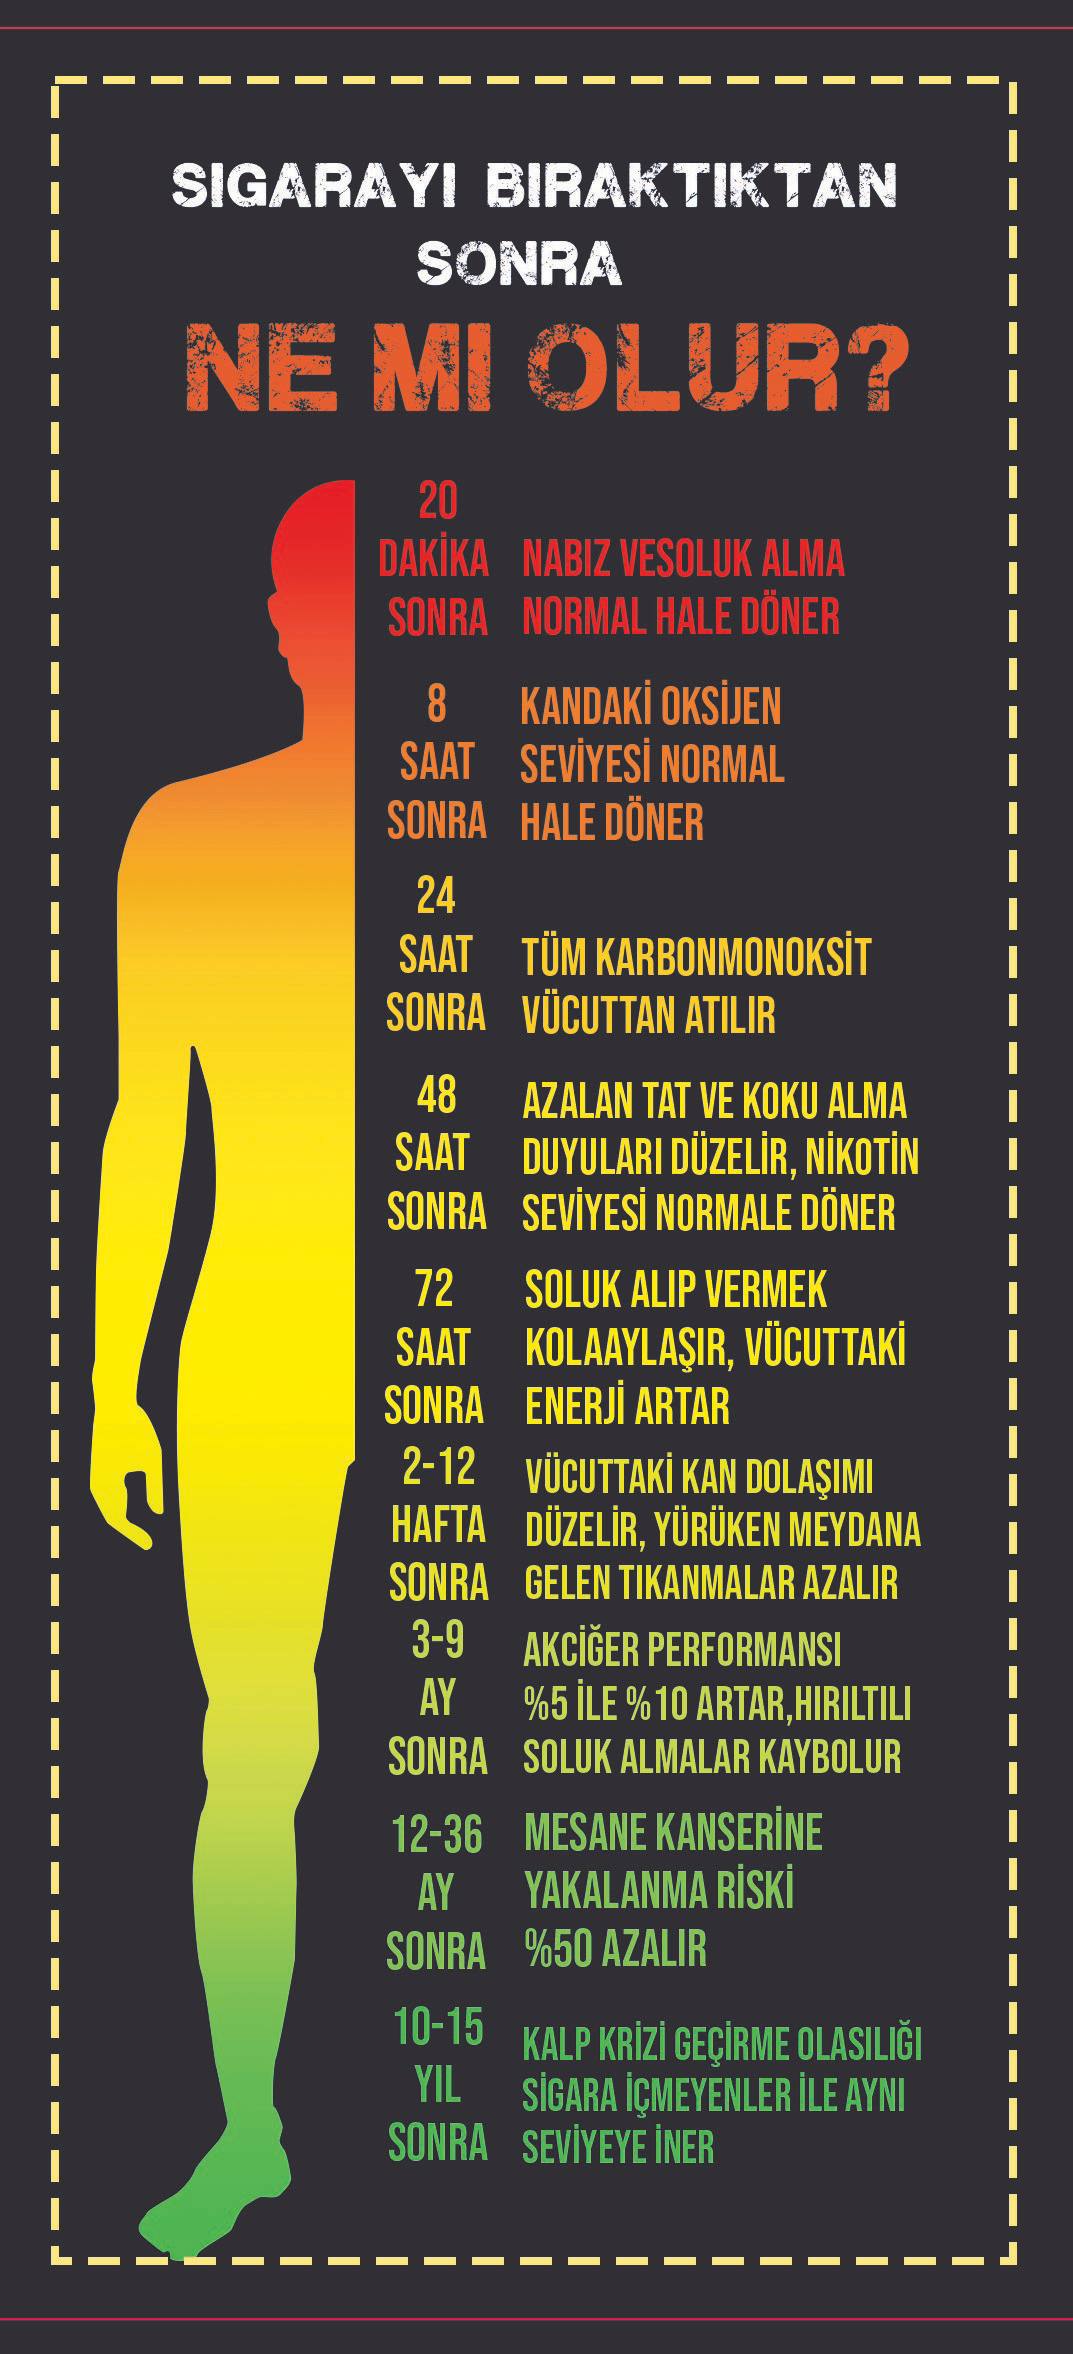 SIGARAYI BIRAKTIKTAN
SONRA
NE MI OLUR?
20
DAKİKA
SONRA
NABIZ VESOLUK ALMA
NORMAL HALE DÖNER
8
SAAT
SONRA
KANDAKİ OKSİJEN
SEVİYESİ NORMAL
HALE DÖNER
24
SAAT
SONRA
TÜM KARBONMONOKSİT
VÜCUTTAN ATILIR
48
SAAT
SONRA
AZALAN TAT VE KOKU ALMA
DUYULARI DÜZELİR, NİKOTİN
SEVİYESİ NORMALE DÖNER
72
SAAT
SONRA
SOLUK ALIP VERMEK
KOLAAYLAŞIR, VÜCUTTAKİ
ENERJİ ARTAR
2-12
HAFTA
SONRA
VÜCUTTAKİ KAN DOLAŞIMI
DÜZELİR, YÜRÜKEN MEYDANA
GELEN TIKANMALAR AZALIR
3-9
AY
SONRA
AKCİĞER PERFORMANSI
%5 İLE %10 ARTAR,HIRILTILI
SOLUK ALMALAR KAYBOLUR
12-36
AY
SONRA
MESANE KANSERİNE
YAKALANMA RİSKİ
%50 AZALIR
10-15
YIL
SONRA
KALP KRİZİ GEÇİRME OLASILIĞI
SİGARA İÇMEYENLER İLE AYNI
SEVİYEYE İNER